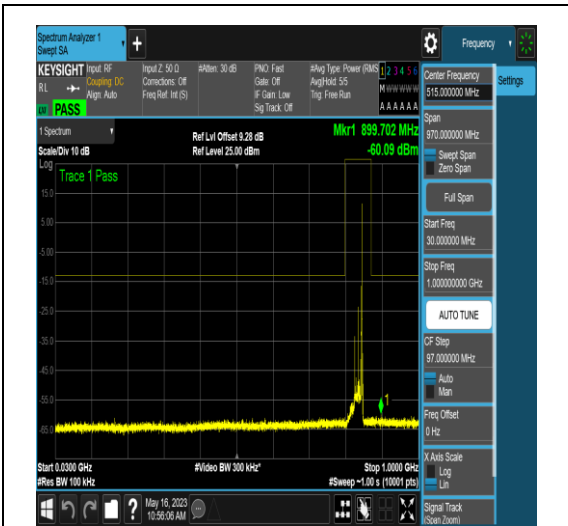 Spectrum Analyzer 1
Swept SA
Frequency
KEYSIGHT
RL
PASS
Input: RF
Coupling: DC
Align: Auto
Input Z: 50 Ω
Corrections: Off
Freq Ref: Int (S)
#Atten: 30 dB
PNO: Fast
Gate: Off
IF Gain: Low
Sig Track: Off
#Avg Type: Power (RMS
Avg|Hold: 5/5
Trig: Free Run
1 2 3 4 5 6
M W W W W W
A A A A A A
Center Frequency
515.000000 MHz
Settings
Span
970.000000 MHz
Swept Span
Zero Span
Full Span
Start Freq
30.000000 MHz
Stop Freq
1.000000000 GHz
AUTO TUNE
CF Step
97.000000 MHz
Auto
Man
Freq Offset
0 Hz
X Axis Scale
Log
Lin
Signal Track
(Span Zoom)
1 Spectrum
Scale/Div 10 dB
Ref Lvl Offset 9.28 dB
Ref Level 25.00 dBm
Mkr1 899.702 MHz
-60.09 dBm
Log
Trace 1 Pass
15.0
5.00
-5.00
-15.0
-25.0
-35.0
-45.0
-55.0
-65.0
1
Start 0.0300 GHz
#Res BW 100 kHz
#Video BW 300 kHz*
Stop 1.0000 GHz
#Sweep ~1.00 s (10001 pts)
May 16, 2023
10:56:06 AM